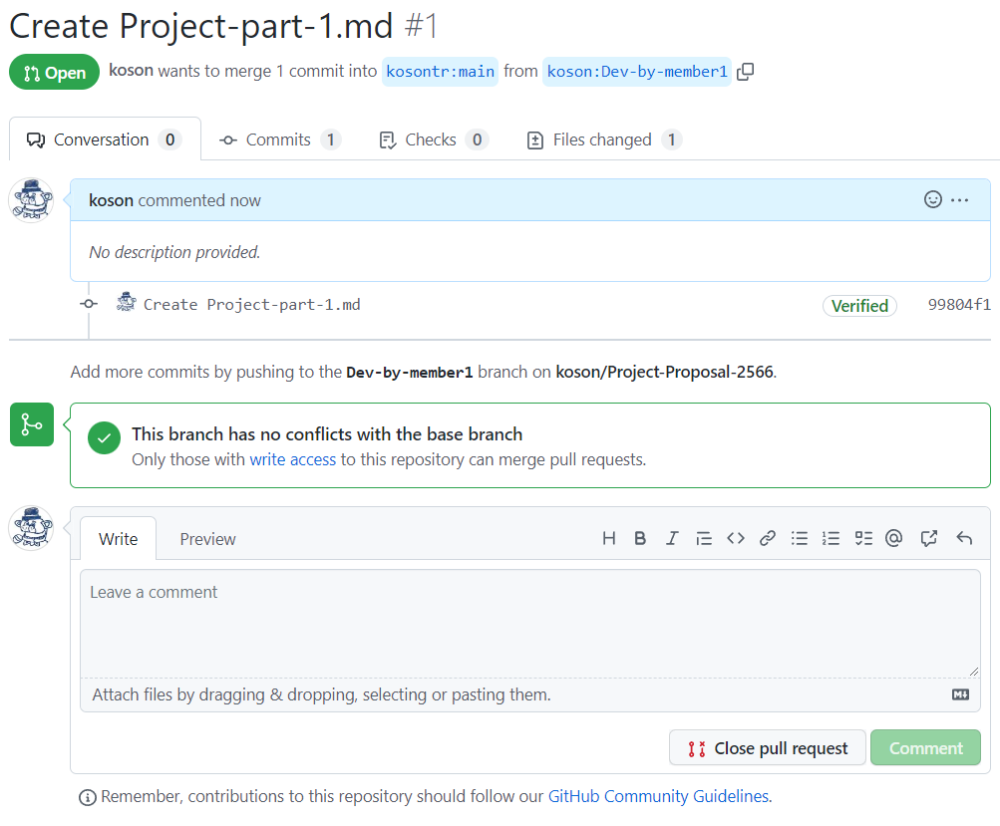 Create Project-part-1.md #1
Open koson wants to merge 1 commit into kosontr:main from koson:Dev-by-member1
Conversation 0 Commits 1 Checks 0 Files changed 1
koson commented now
No description provided.
Create Project-part-1.md Verified 99804f1
Add more commits by pushing to the Dev-by-member1 branch on koson/Project-Proposal-2566.
This branch has no conflicts with the base branch
Only those with write access to this repository can merge pull requests.
Write Preview
Leave a comment
Attach files by dragging & dropping, selecting or pasting them.
Close pull request Comment
Remember, contributions to this repository should follow our GitHub Community Guidelines.